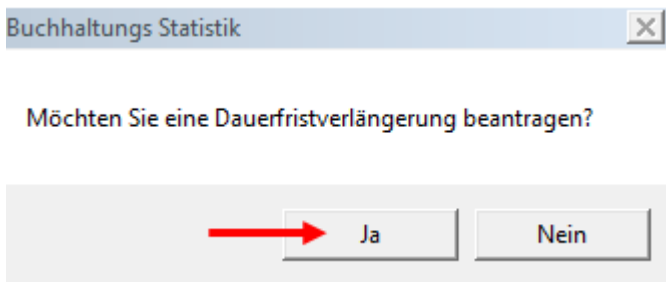 Buchhaltungs Statistik
Möchten Sie eine Dauerfristverlängerung beantragen?
Ja
Nein